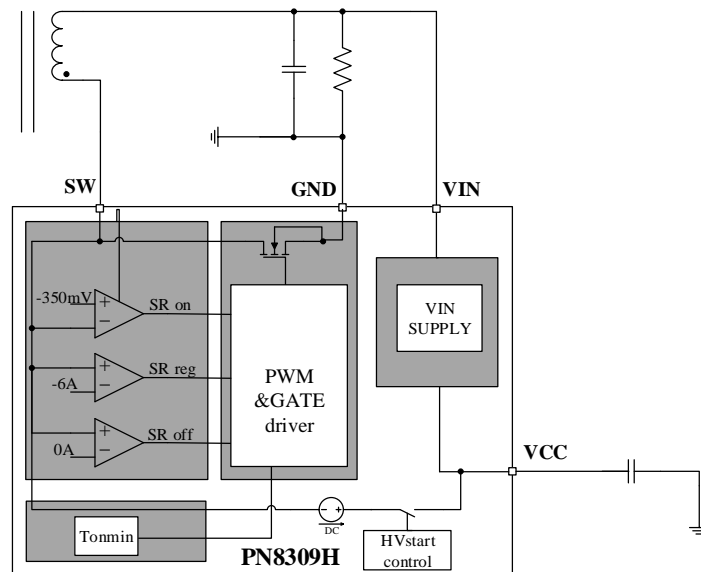 SW
GND
VIN
-350mV
+
−
SR on
+
-6A
−
SR reg
+
0A
−
SR off
PWM
&GATE
driver
VIN
SUPPLY
VCC
Tonmin
- +
DC
HVstart
control
PN8309H